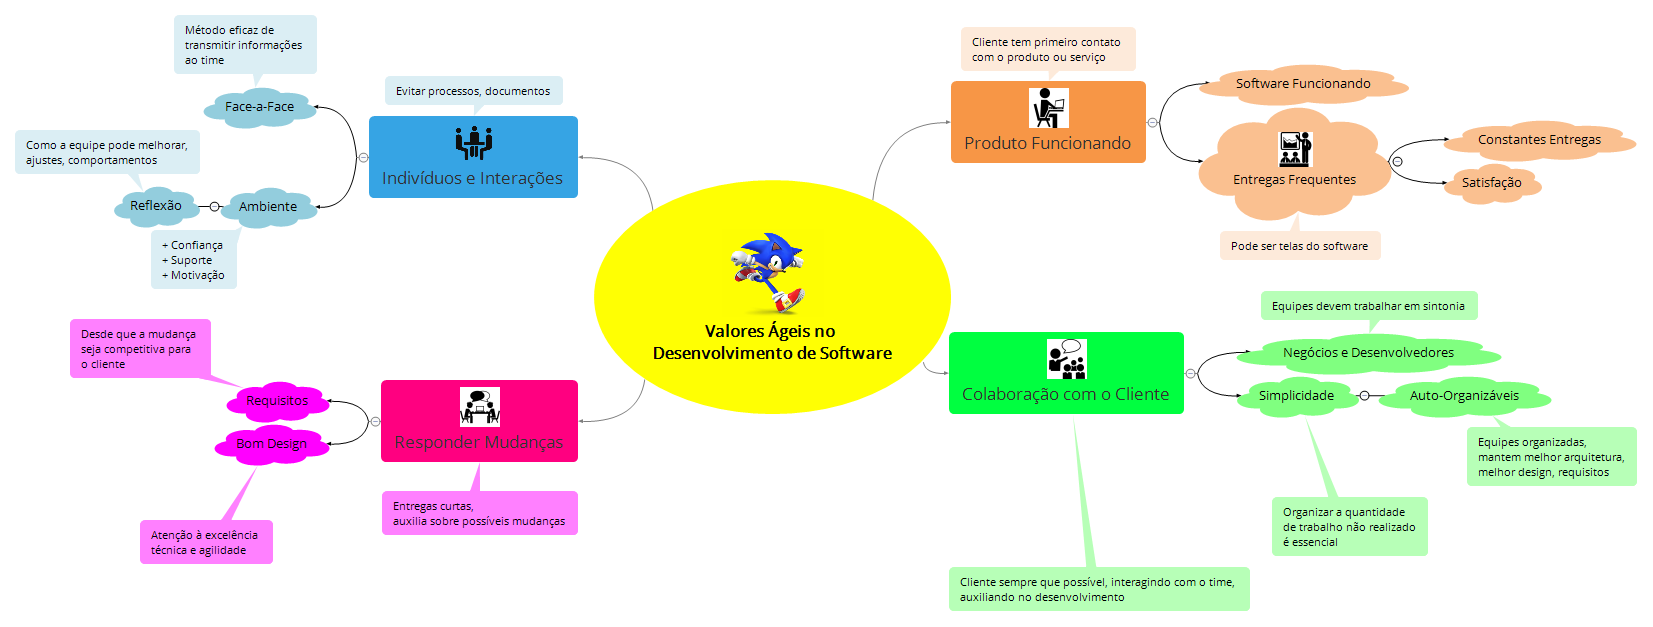 Valores Ágeis no
Desenvolvimento de Software
Evitar processos, documentos
Indivíduos e Interações
Método eficaz de
transmitir informações
ao time
Face-a-Face
Como a equipe pode melhorar,
ajustes, comportamentos
Reflexão
Ambiente
+ Confiança
+ Suporte
+ Motivação
Desde que a mudança
seja competitiva para
o cliente
Requisitos
Bom Design
Responder Mudanças
Atenção à excelência
técnica e agilidade
Entregas curtas,
auxilia sobre possíveis mudanças
Cliente tem primeiro contato
com o produto ou serviço
Produto Funcionando
Software Funcionando
Entregas Frequentes
Constantes Entregas
Satisfação
Pode ser telas do software
Equipes devem trabalhar em sintonia
Negócios e Desenvolvedores
Colaboração com o Cliente
Simplicidade
Auto-Organizáveis
Equipes organizadas,
mantem melhor arquitetura,
melhor design, requisitos
Organizar a quantidade
de trabalho não realizado
é essencial
Cliente sempre que possível, interagindo com o time,
auxiliando no desenvolvimento